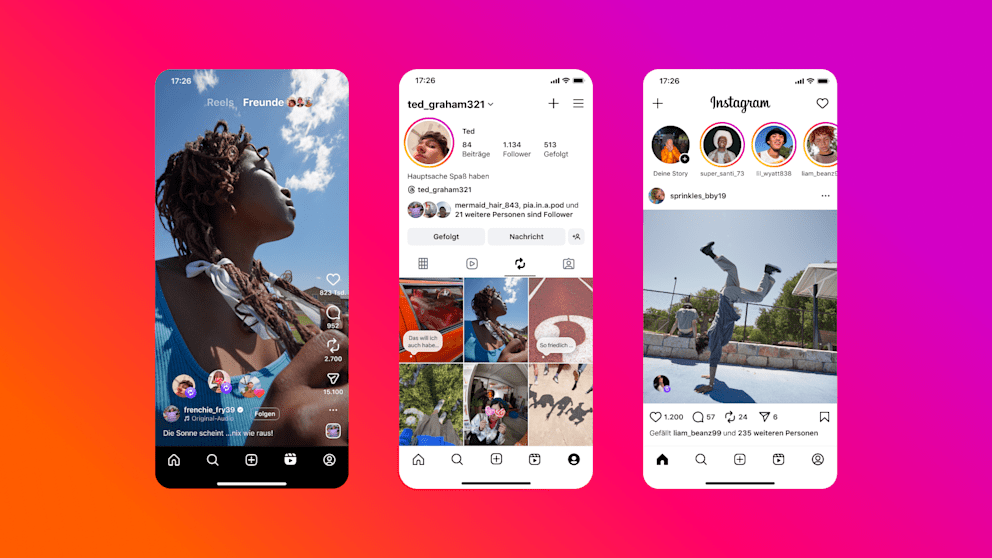 17:26
Reels
Freunde
823 Tsd
952
2.700
15.100
frenchie_fry39
Original-Audio
Folgen
Die Sonne scheint ...nix wie raus!
17:26
ted_graham321
Ted
84
1.134
513
Beiträge
Follower
Gefolgt
Hauptsache Spaß haben
ted_graham321
mermaid_hair_843, pia.in.a.pod und
21 weitere Personen sind Follower
Gefolgt
Nachricht
Das will ich
auch habe...
So friedlich ...
17:26
Instagram
Deine Story
super_santi_73
lil_wyatt838
liam_beanz9
sprinkles_bby19
1.200
57
24
6
Gefällt liam_beanz99 und 235 weiteren Personen